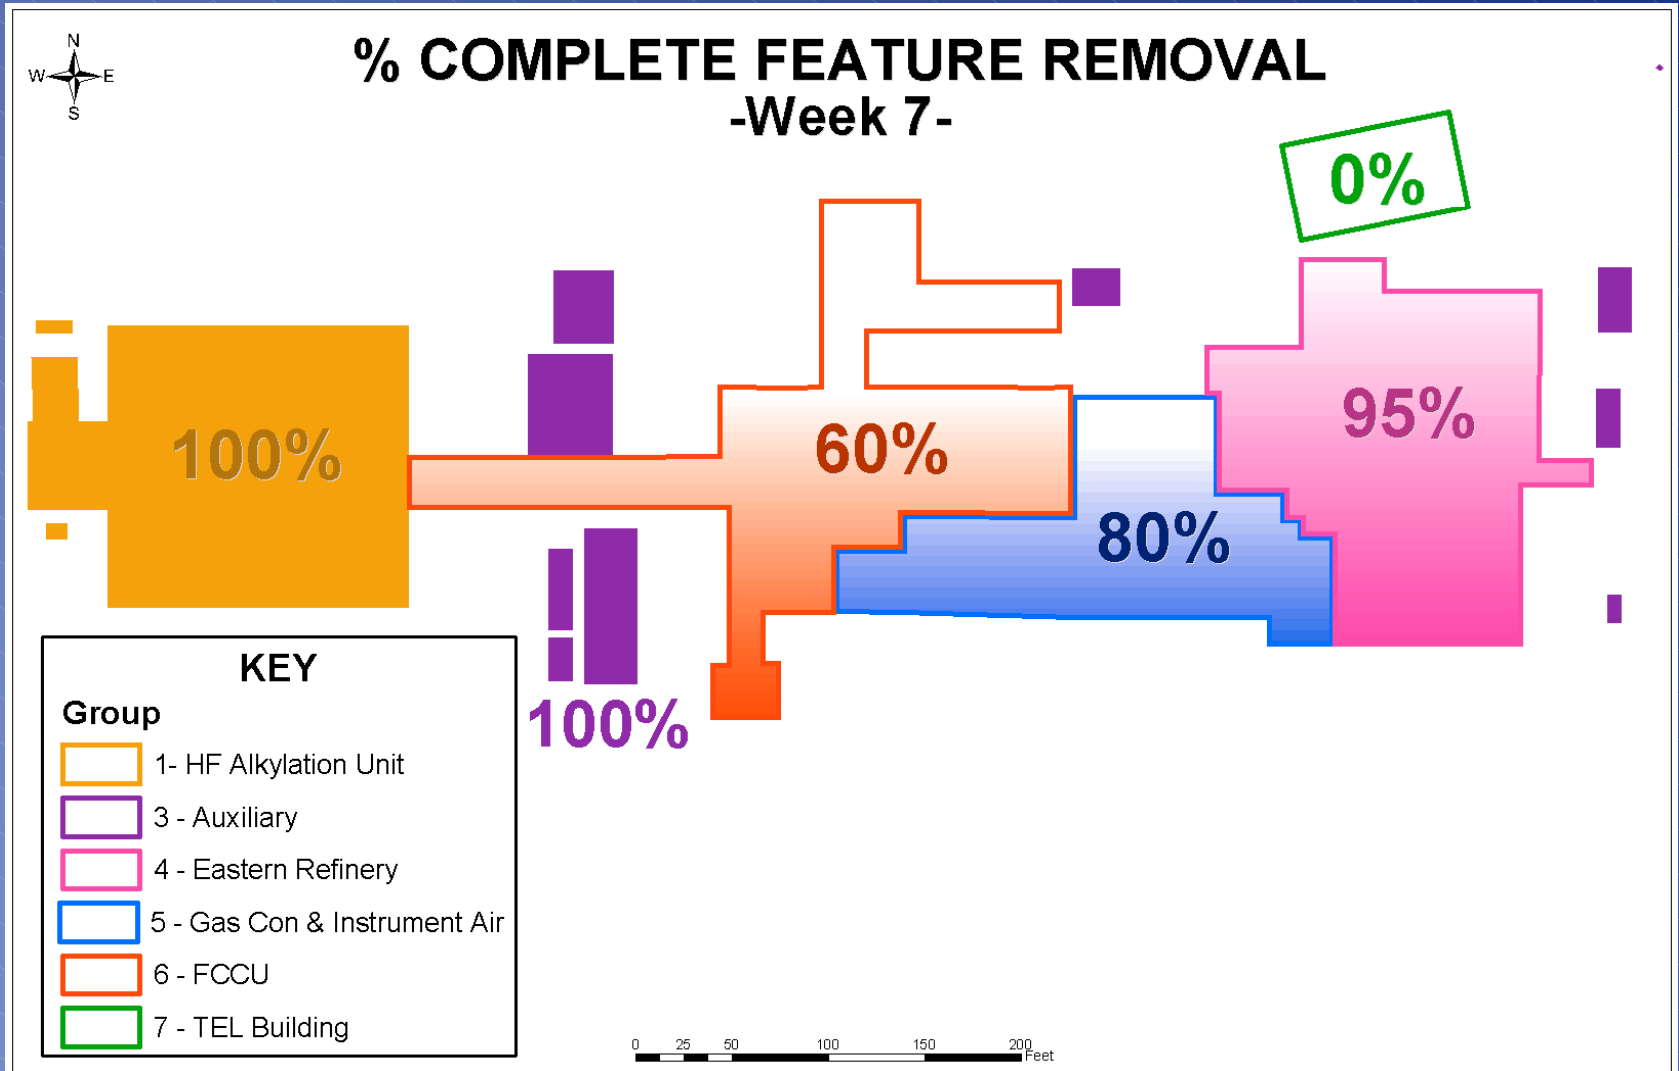 % COMPLETE FEATURE REMOVAL
-Week 7-
N
W E
S
0%
100%
60%
95%
80%
100%
KEY
Group
1- HF Alkylation Unit
3 - Auxiliary
4 - Eastern Refinery
5 - Gas Con & Instrument Air
6 - FCCU
7 - TEL Building
0 25 50 100 150 200
Feet